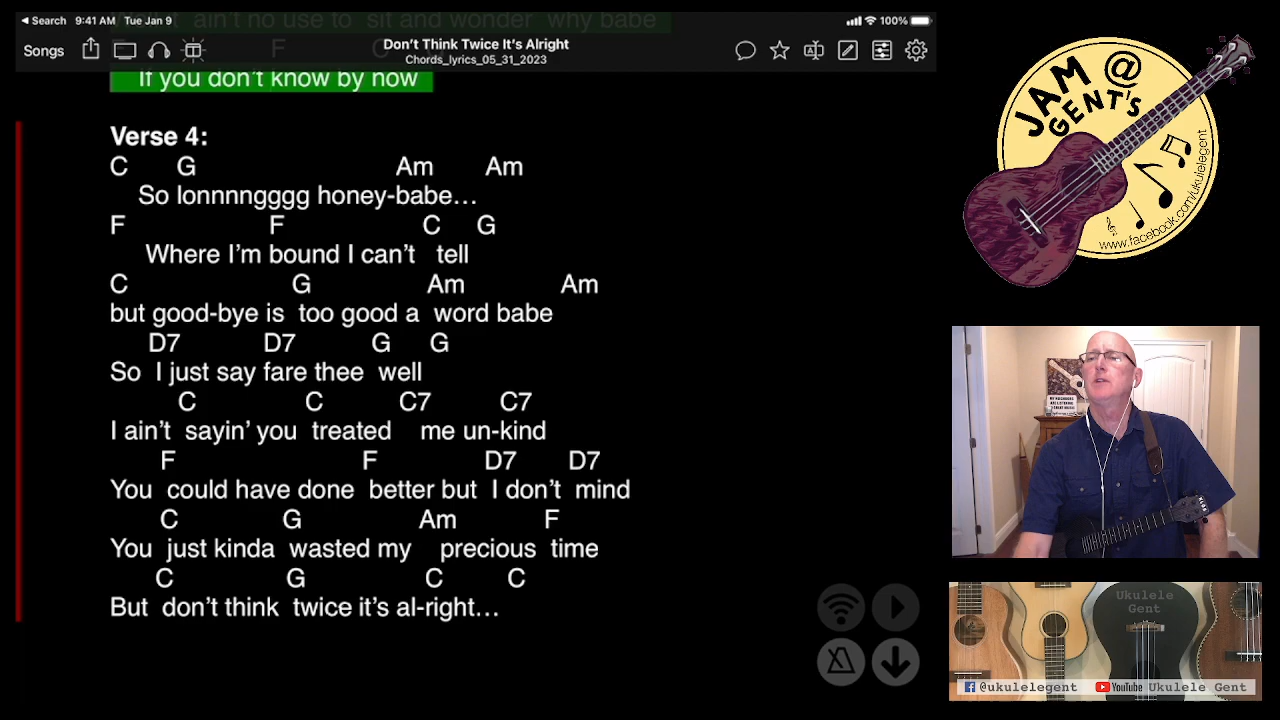 ◄ Search 9:41 AM Tue Jan 9
100%
ain't no use to sit and wonder why babe
Songs
F
C
Don't Think Twice It's Alright
Chords_lyrics_05_31_2023
If you don't know by now
Verse 4:
C G Am Am
So lonnnngggg honey-babe…
F F C G
Where I'm bound I can't tell
C G Am Am
but good-bye is too good a word babe
D7 D7 G G
So I just say fare thee well
C C C7 C7
I ain't sayin' you treated me un-kind
F F D7 D7
You could have done better but I don't mind
C G Am F
You just kinda wasted my precious time
C G C C
But don't think twice it's al-right…
JAM @
GENT'S
www.facebook.com/ukulelegent
Ukulele
Gent
@ukulelegent YouTube Ukulele Gent